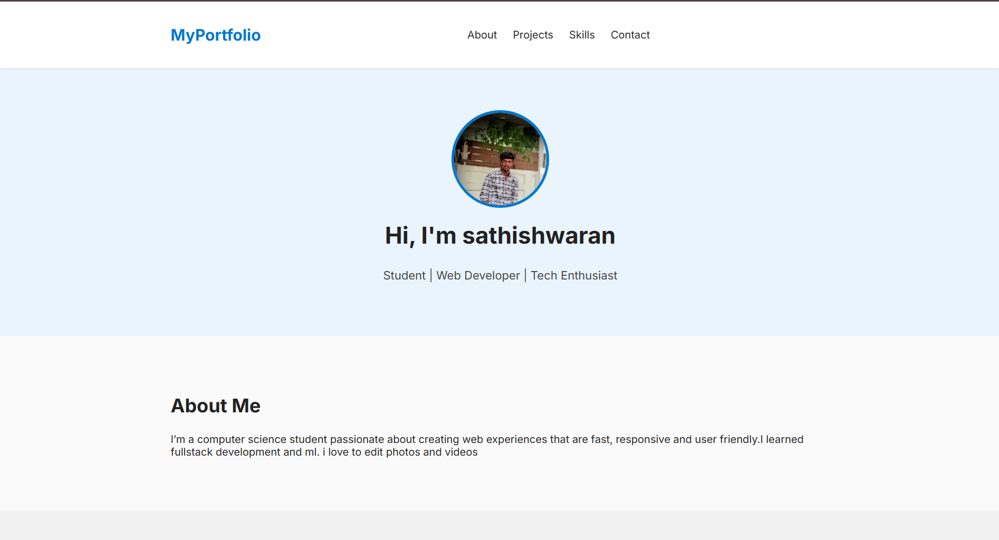 MyPortfolio
About Projects Skills Contact
Hi, I'm sathishwaran
Student | Web Developer | Tech Enthusiast
About Me
I’m a computer science student passionate about creating web experiences that are fast, responsive and user friendly.I learned
fullstack development and ml. i love to edit photos and videos